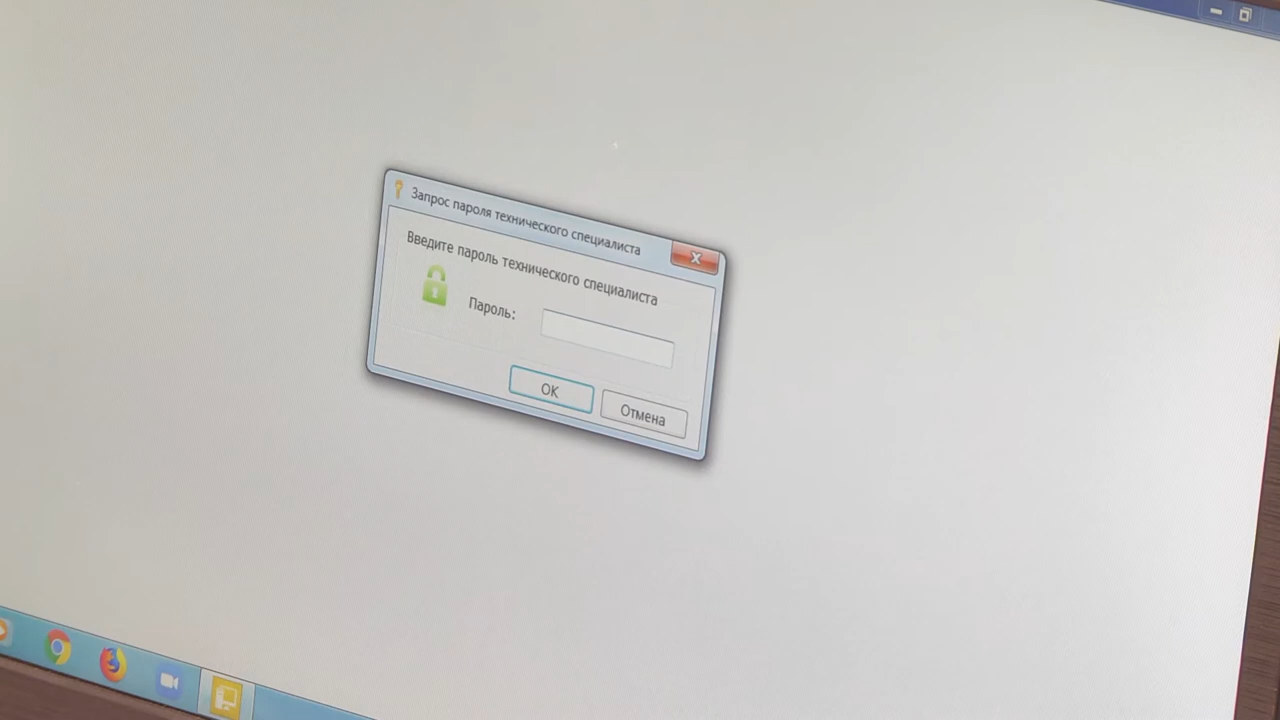 Запрос пароля технического специалиста
Введите пароль технического специалиста
Пароль:
OK
Отмена